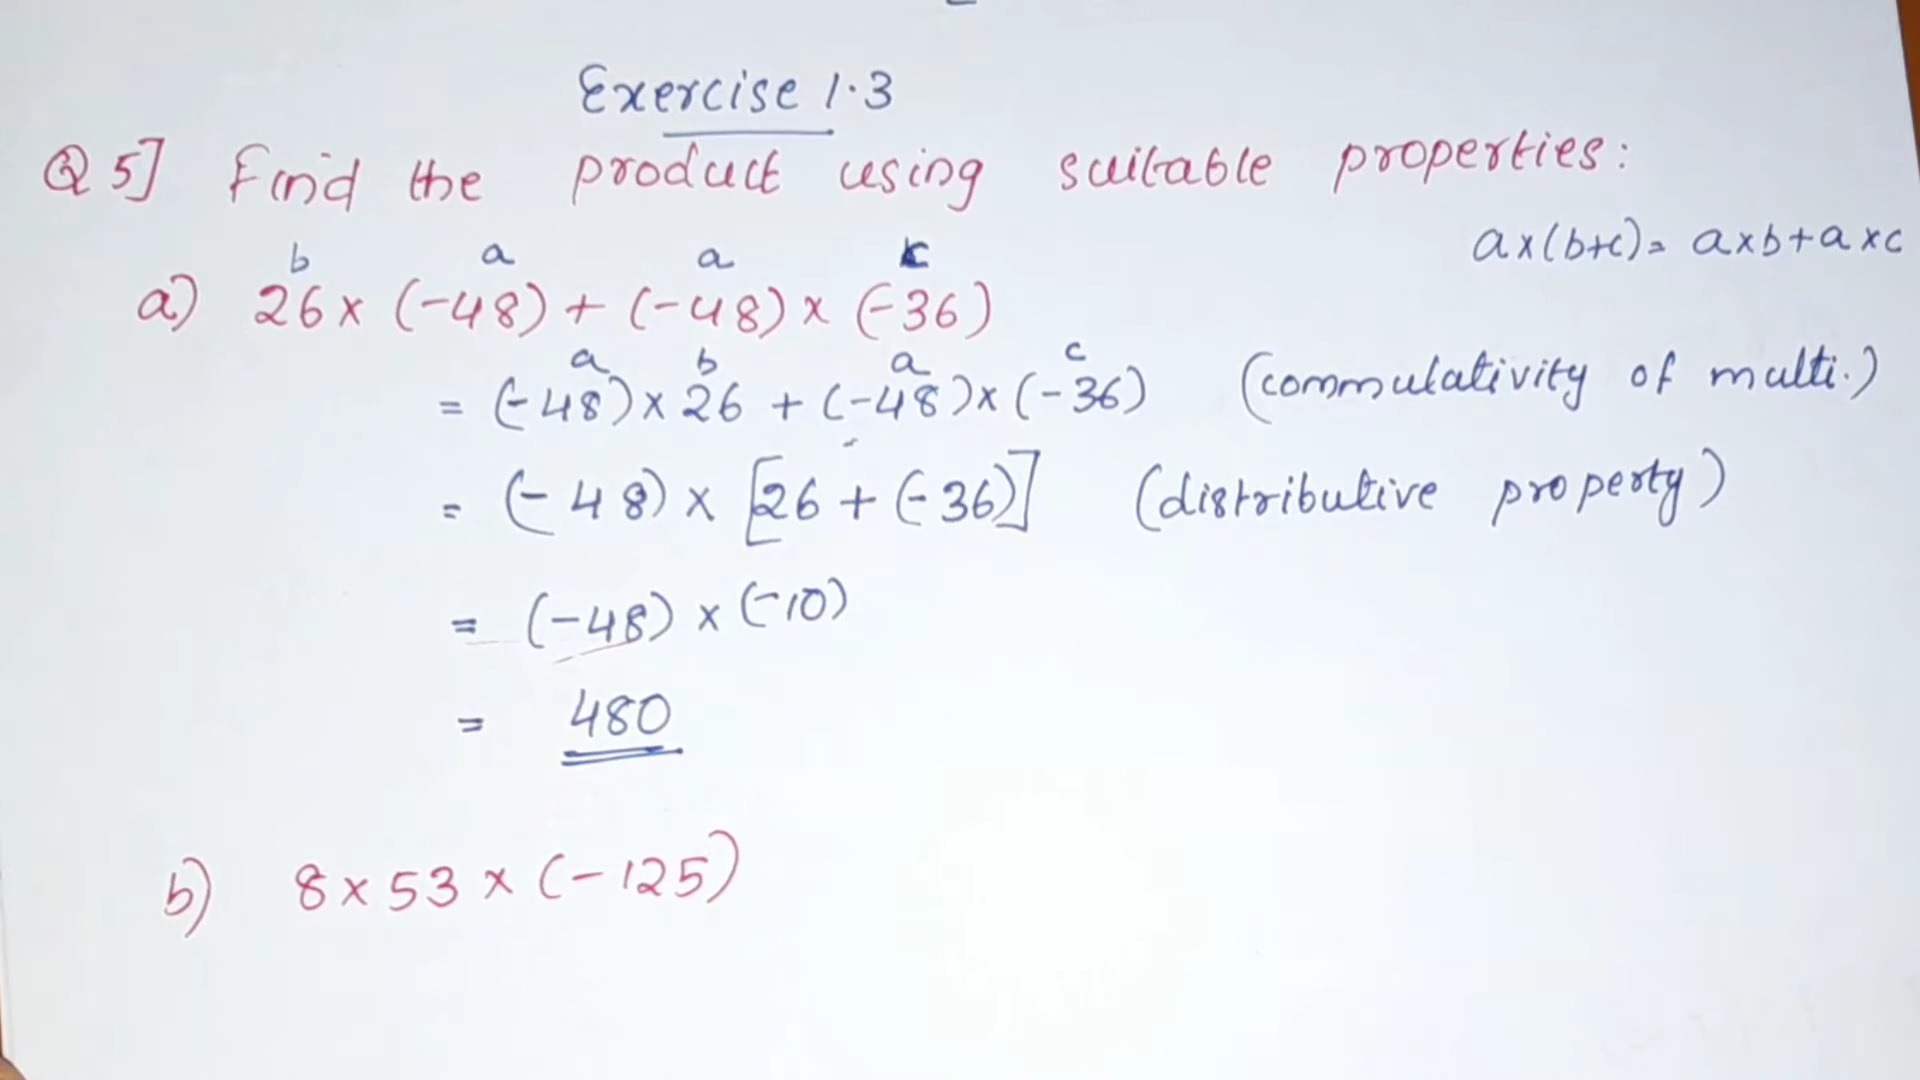 Exercise 1.3
Q 5] Find the product using suitable properties:
a×(b+c)= a×b+a×c
b a a c
a) 26×(-48)+(-48)×(-36)
a b a c
= (-48)×26+(-48)×(-36) (commutativity of multi.)
= (-48)×[26+(-36)] (distributive property)
= (-48)×(-10)
= 480
b) 8×53×(-125)